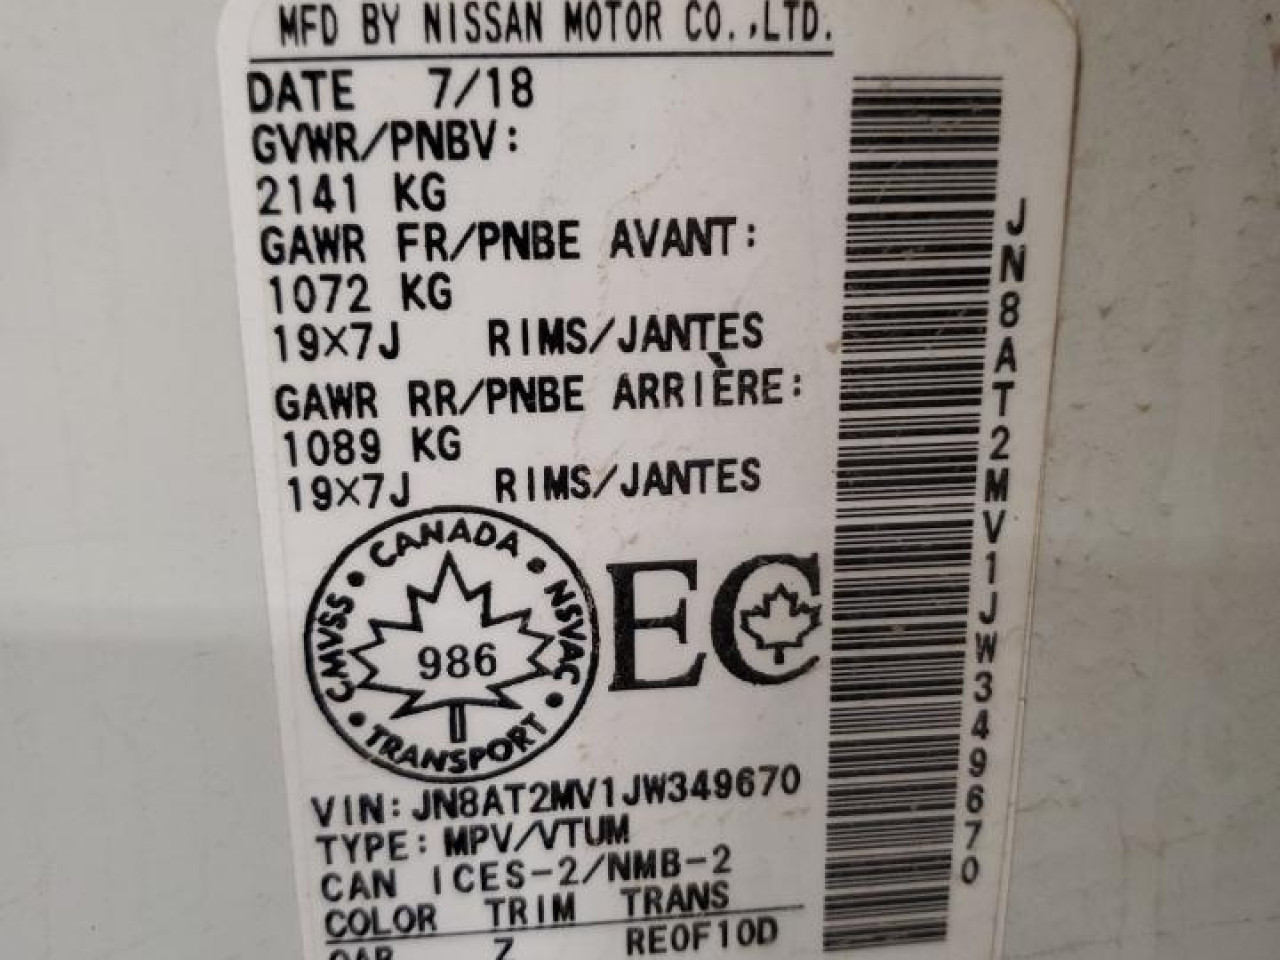 MFD BY NISSAN MOTOR CO.,LTD.
DATE 7/18
GVWR/PNBV:
2141 KG
GAWR FR/PNBE AVANT:
1072 KG
19×7J RIMS/JANTES
GAWR RR/PNBE ARRIÈRE:
1089 KG
19×7J RIMS/JANTES
CANADA
CMVSS
NSVAC
986
TRANSPORT
EC
VIN: JN8AT2MV1JW349670
TYPE: MPV/VTUM
CAN ICES-2/NMB-2
COLOR TRIM TRANS
QAB Z RE0F10D
JN8AT2MV1JW349670